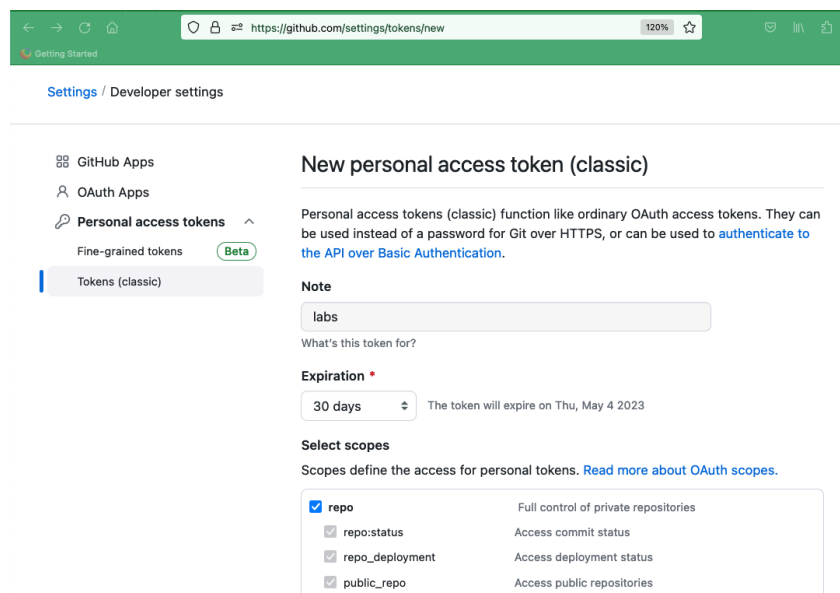 https://github.com/settings/tokens/new
120%
Getting Started
Settings / Developer settings
GitHub Apps
OAuth Apps
Personal access tokens
Fine-grained tokens
Beta
Tokens (classic)
New personal access token (classic)
Personal access tokens (classic) function like ordinary OAuth access tokens. They can
be used instead of a password for Git over HTTPS, or can be used to authenticate to
the API over Basic Authentication.
Note
labs
What's this token for?
Expiration *
30 days
The token will expire on Thu, May 4 2023
Select scopes
Scopes define the access for personal tokens. Read more about OAuth scopes.
repo
Full control of private repositories
repo:status
Access commit status
repo_deployment
Access deployment status
public_repo
Access public repositories